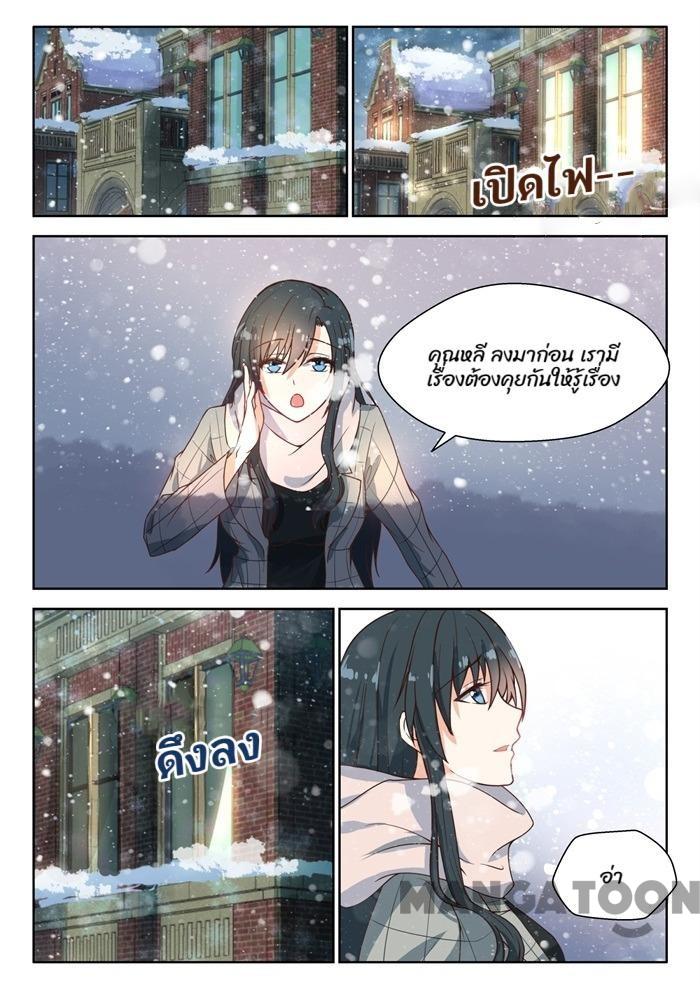 เปิดไฟ--
คุณหลี ลงมาก่อน เรามี
เรื่องต้องคุยกันให้รู้เรื่อง
ดึงลง
อ่า
MANGATOON